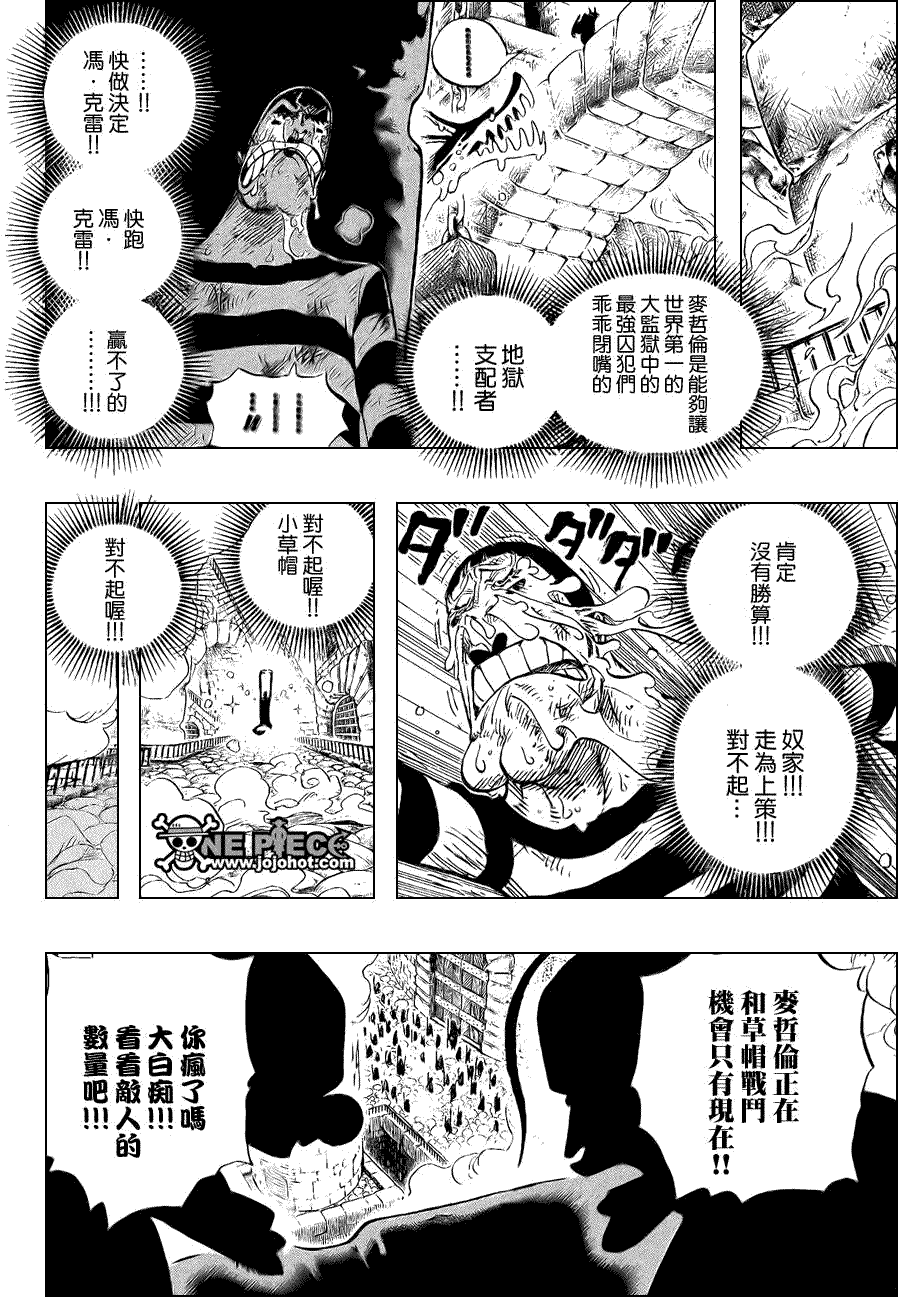 ………
麥哲倫是能夠讓
世界第一的
大監獄中的
最強囚犯們
乖乖閉嘴的
地獄
支配者
……!!
……!!
快做決定
馮・克雷!!
快跑
馮・
克雷!!
贏不了的
………!!!
肯定
沒有勝算!!!
奴家!!!
走為上策!!!
對不起…
ダダダッ
對不起喔!!
小草帽
對不起喔!!!
ONE PIECE
www.jojohot.com
麥哲倫正在
和草帽戰鬥
機會只有現在!!
你瘋了嗎
大白痴!!!
看看敵人的
數量吧!!!